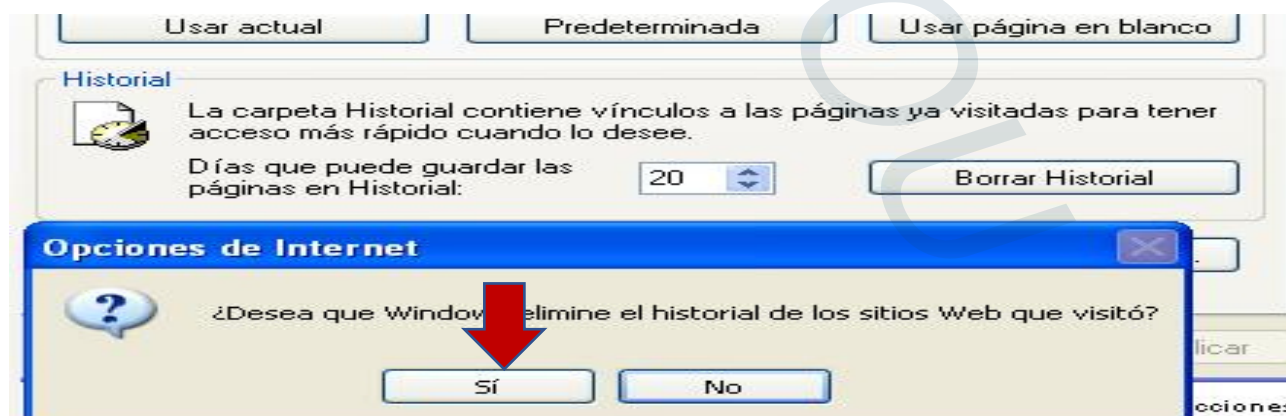 Usar actual
Predeterminada
Usar página en blanco
Historial
La carpeta Historial contiene vínculos a las páginas ya visitadas para tener
acceso más rápido cuando lo desee.
Días que puede guardar las
páginas en Historial:
20
Borrar Historial
Opciones de Internet
¿Desea que Window elimine el historial de los sitios Web que visitó?
Sí
No